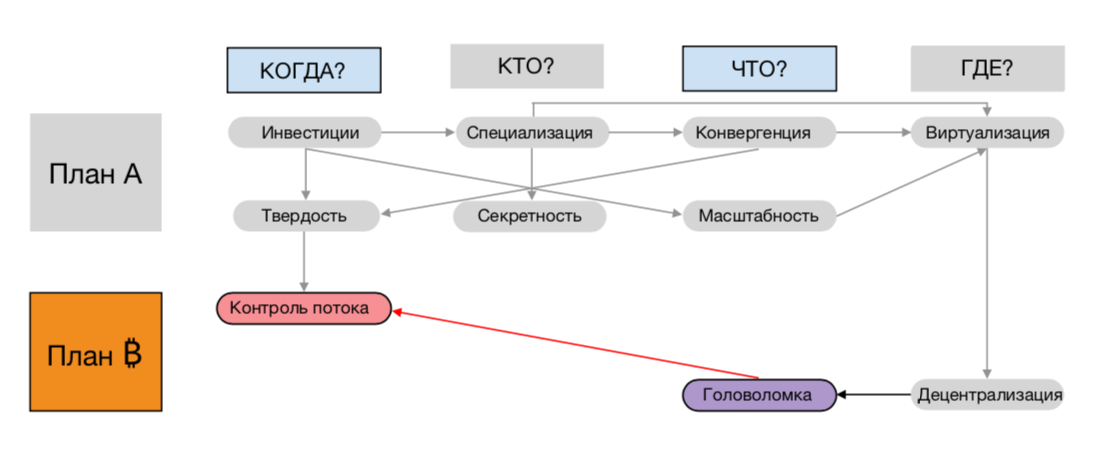 КОГДА?
КТО?
ЧТО?
ГДЕ?
План А
Инвестиции
Специализация
Конвергенция
Виртуализация
Твердость
Секретность
Масштабность
План ₿
Контроль потока
Головоломка
Децентрализация